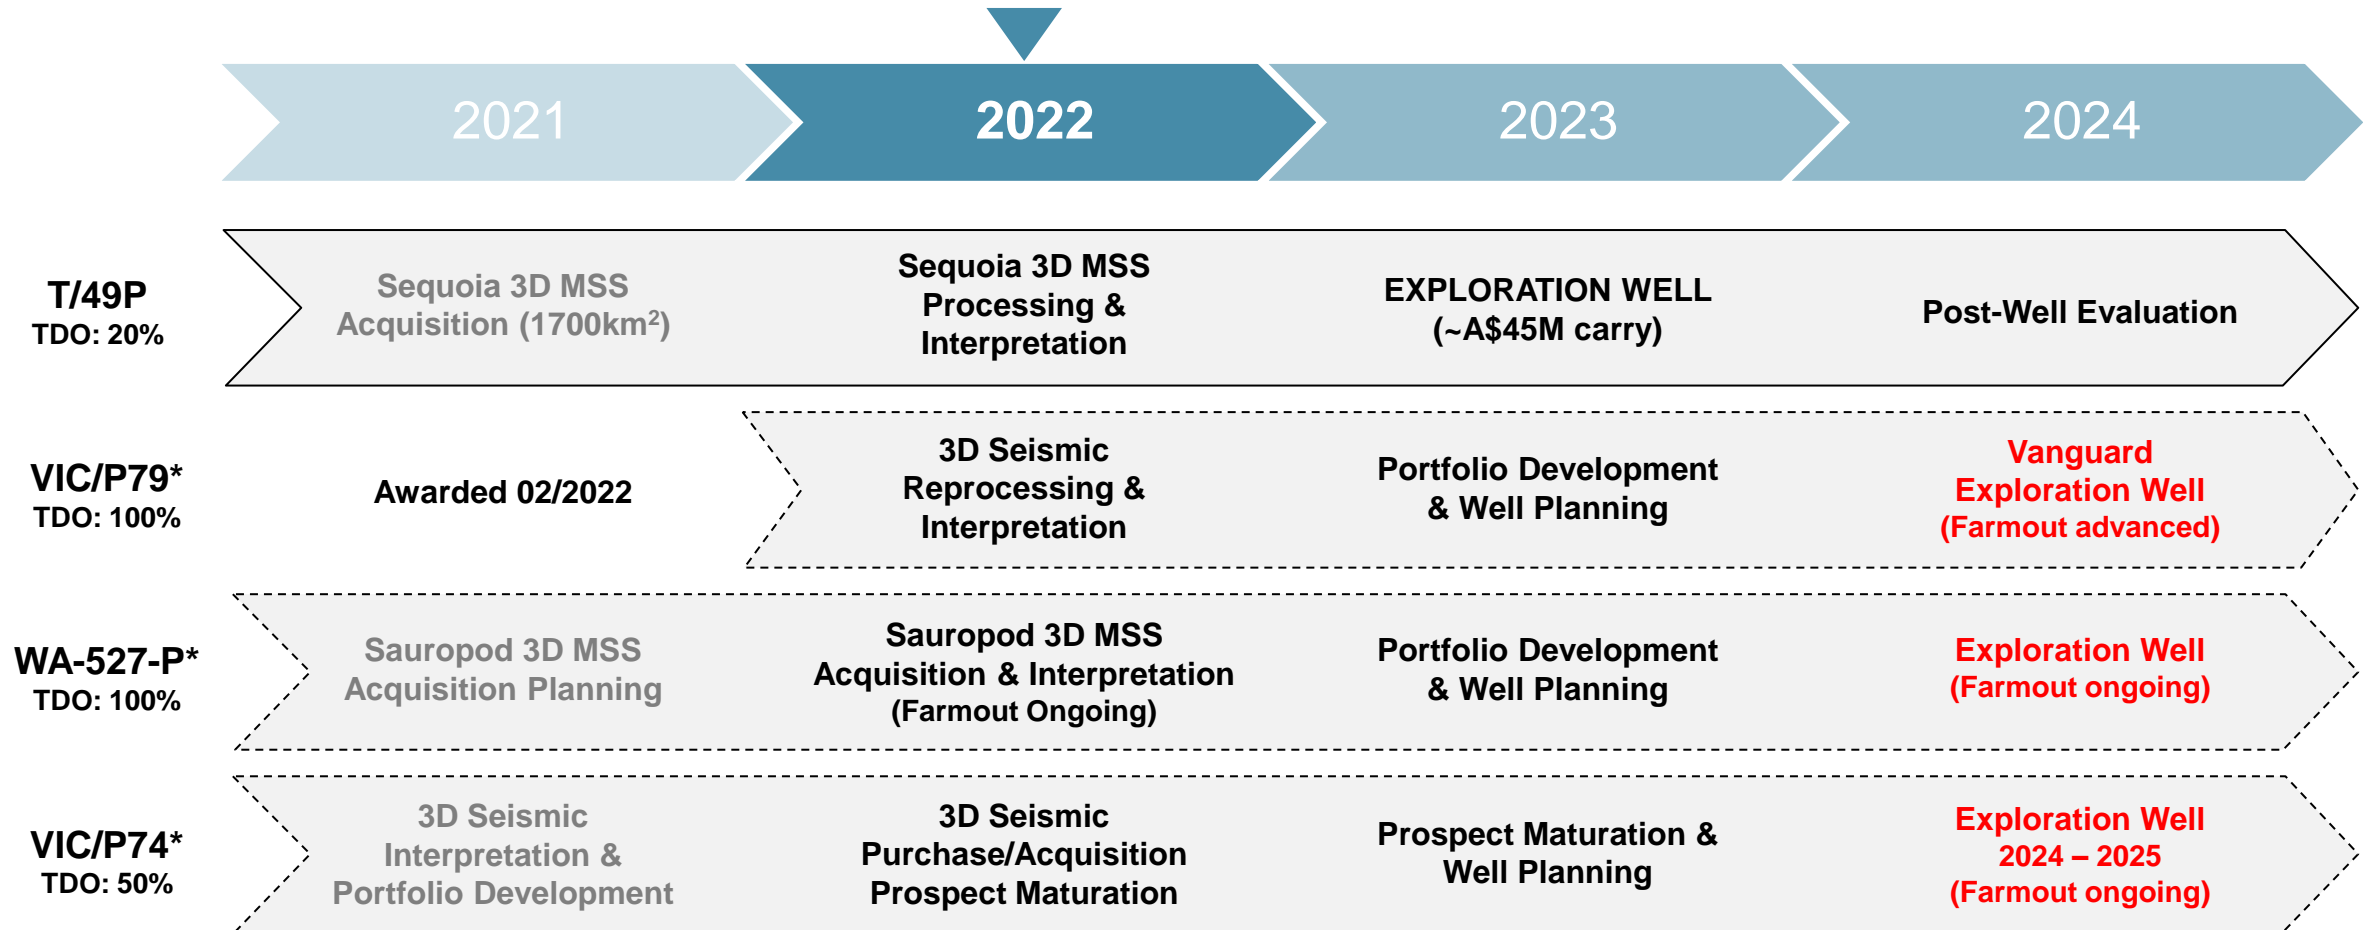 2021
2022
2023
2024
T/49P
TDO: 20%
Sequoia 3D MSS
Acquisition (1700km²)
Sequoia 3D MSS
Processing &
Interpretation
EXPLORATION WELL
(~A$45M carry)
Post-Well Evaluation
VIC/P79*
TDO: 100%
Awarded 02/2022
3D Seismic
Reprocessing &
Interpretation
Portfolio Development
& Well Planning
Vanguard
Exploration Well
(Farmout advanced)
WA-527-P*
TDO: 100%
Sauropod 3D MSS
Acquisition Planning
Sauropod 3D MSS
Acquisition & Interpretation
(Farmout Ongoing)
Portfolio Development
& Well Planning
Exploration Well
(Farmout ongoing)
VIC/P74*
TDO: 50%
3D Seismic
Interpretation &
Portfolio Development
3D Seismic
Purchase/Acquisition
Prospect Maturation
Prospect Maturation &
Well Planning
Exploration Well
2024 – 2025
(Farmout ongoing)